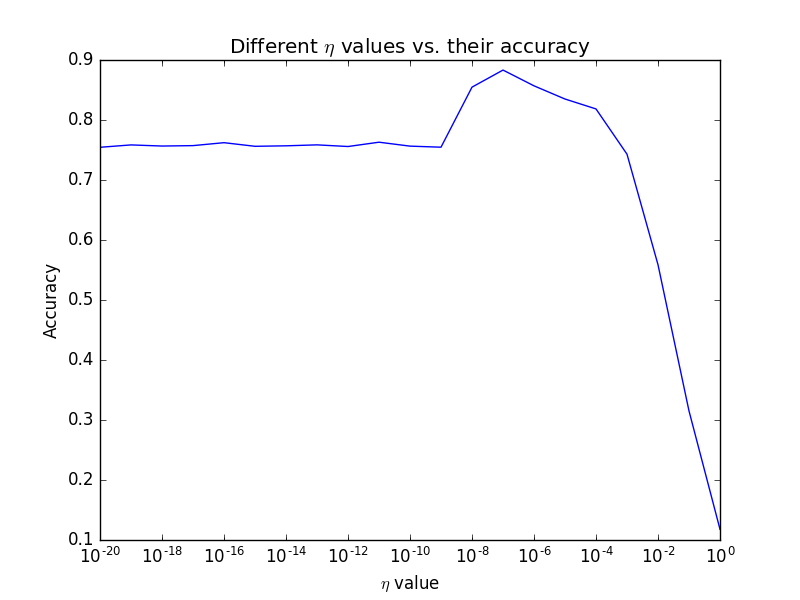 Different η values vs. their accuracy
0.9
0.8
0.7
0.6
0.5
0.4
0.3
0.2
0.1
Accuracy
10⁻²⁰ 10⁻¹⁸ 10⁻¹⁶ 10⁻¹⁴ 10⁻¹² 10⁻¹⁰ 10⁻⁸ 10⁻⁶ 10⁻⁴ 10⁻² 10⁰
η value